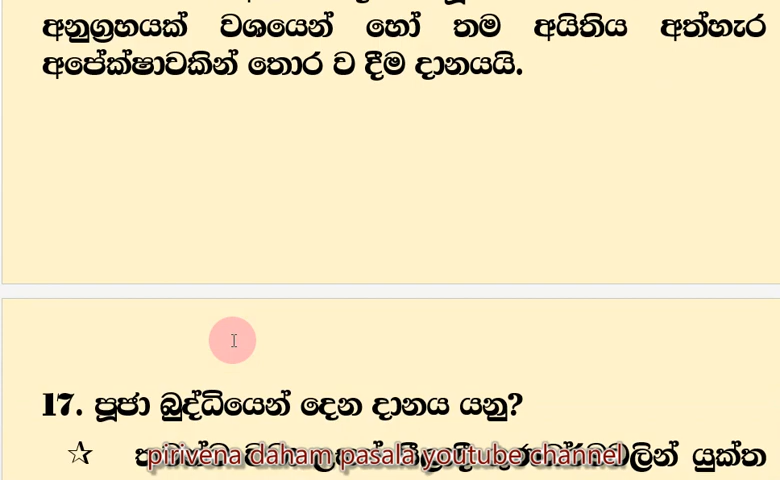 අනුග්‍රහයක් වශයෙන් හෝ තම අයිතිය අත්හැර
අපේක්ෂාවකින් තොර ව දීම දානයයි.
17. පූජා බුද්ධියෙන් දෙන දානය යනු?
☆ යුක්ත
pirivena daham pasala youtube channel